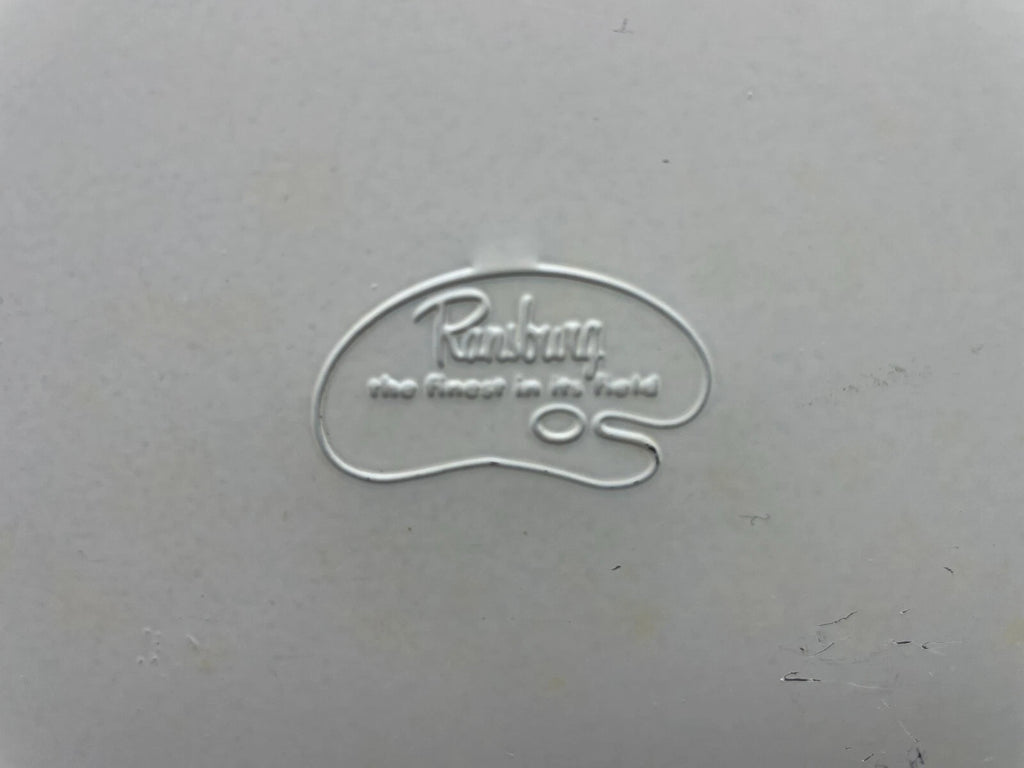 Ransburg
the finest in its field